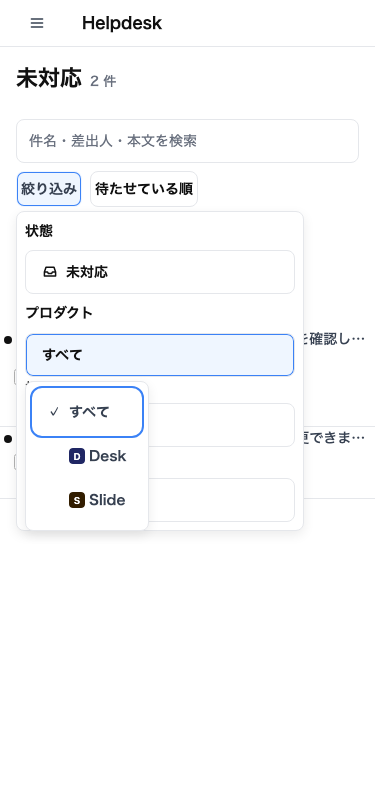 Helpdesk
未対応 2 件
件名・差出人・本文を検索
絞り込み 待たせている順
状態
未対応
プロダクト
すべて
を確認し…
✓ すべて
更できま…
D Desk
S Slide